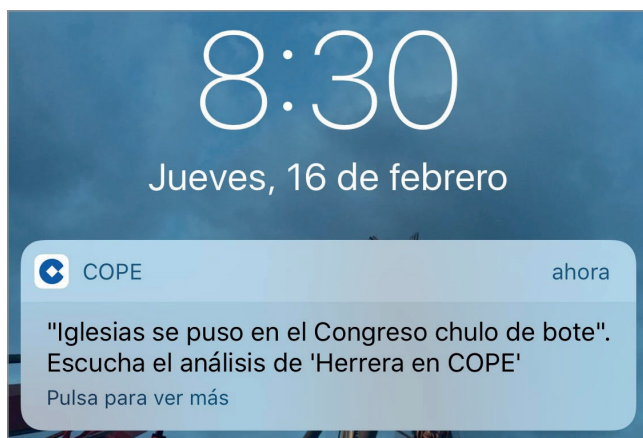 8:30
Jueves, 16 de febrero
COPE
ahora
"Iglesias se puso en el Congreso chulo de bote".
Escucha el análisis de 'Herrera en COPE'
Pulsa para ver más